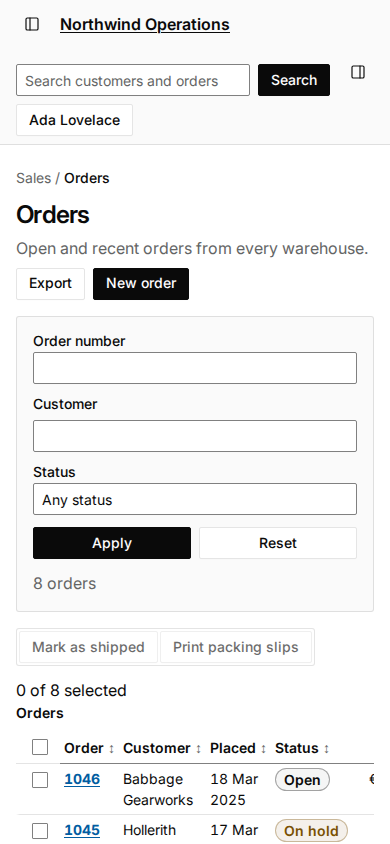 Northwind Operations
Search customers and orders
Search
Ada Lovelace
Sales / Orders
Orders
Open and recent orders from every warehouse.
Export
New order
Order number
Customer
Status
Any status
Apply
Reset
8 orders
Mark as shipped
Print packing slips
0 of 8 selected
Orders
Order ↕ Customer ↕ Placed ↕ Status ↕
1046 Babbage Gearworks 18 Mar 2025 Open
1045 Hollerith 17 Mar On hold